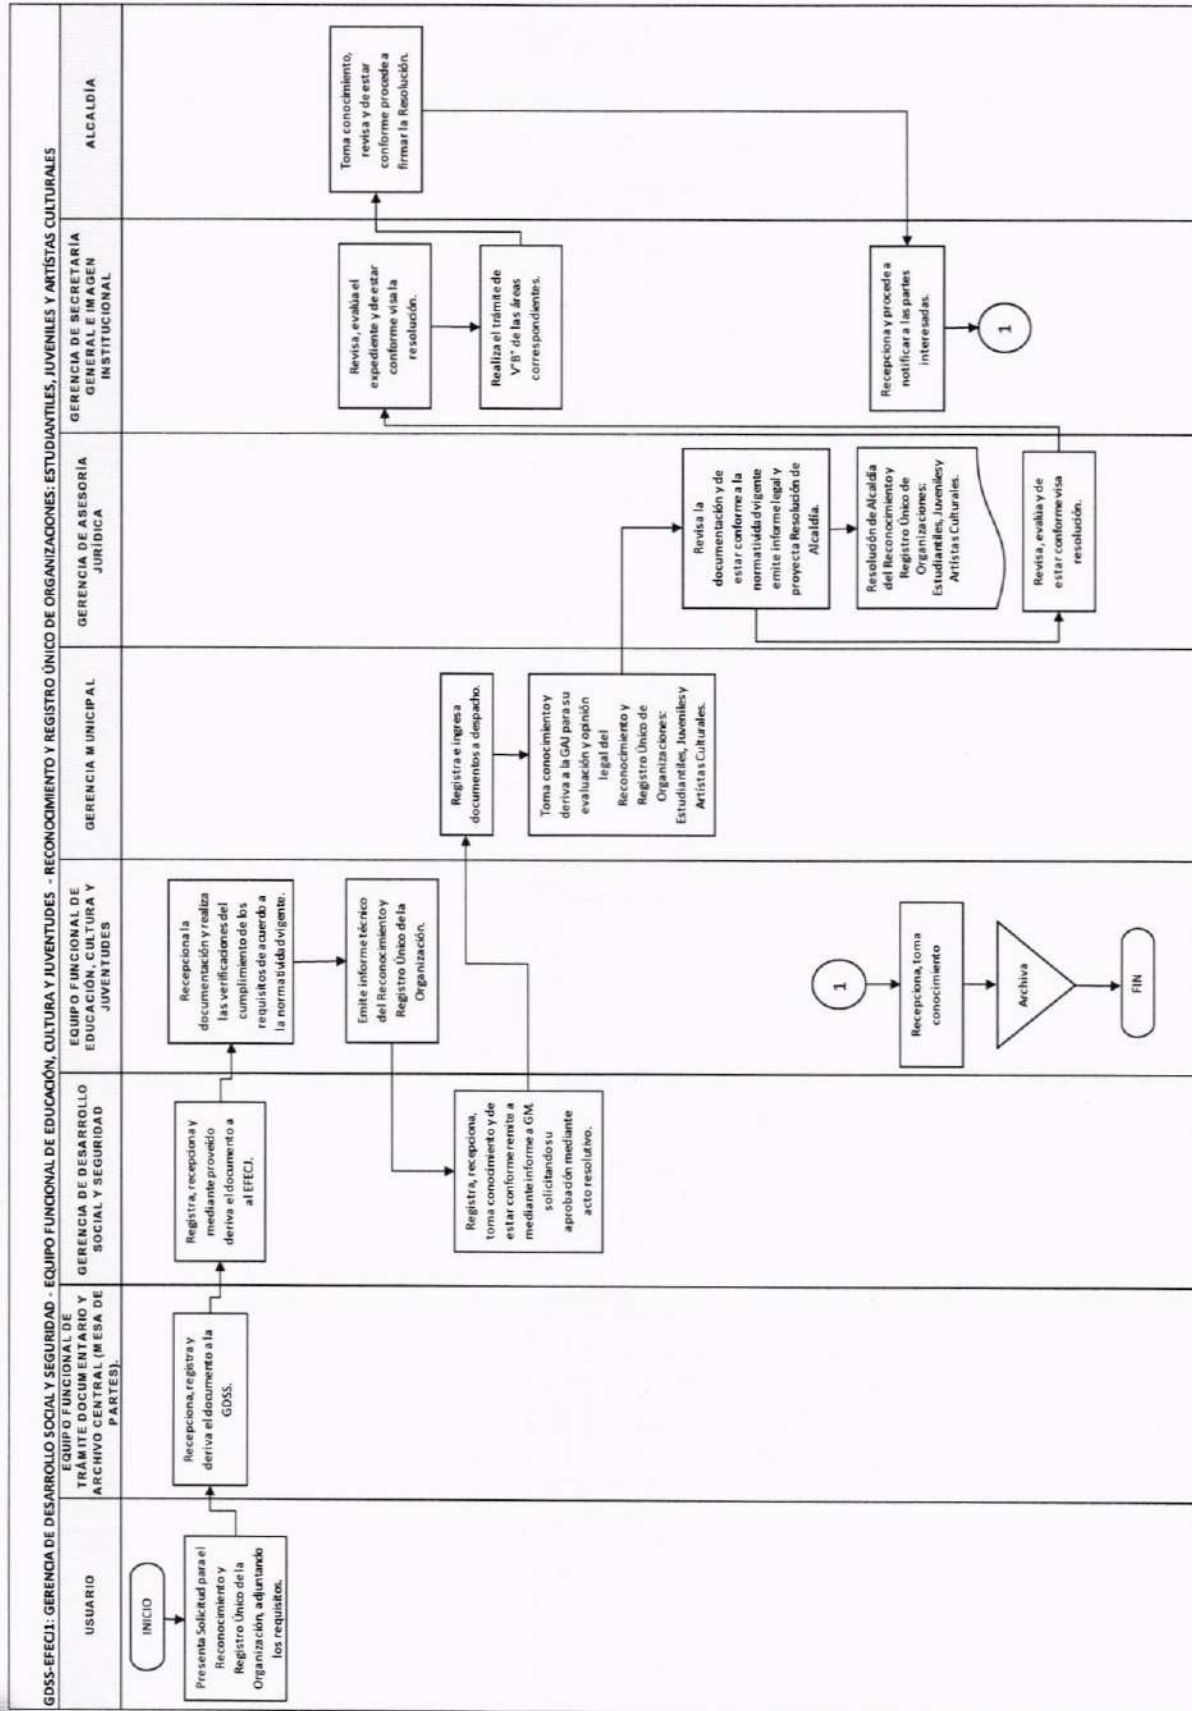 GDSS-EFECJ1: GERENCIA DE DESARROLLO SOCIAL Y SEGURIDAD - EQUIPO FUNCIONAL DE EDUCACIÓN, CULTURA Y JUVENTUDES - RECONOCIMIENTO Y REGISTRO ÚNICO DE ORGANIZACIONES: ESTUDIANTILES, JUVENILES Y ARTÍSTAS CULTURALES
USUARIO
EQUIPO FUNCIONAL DE
TRÁMITE DOCUMENTARIO Y
ARCHIVO CENTRAL (MESA DE
PARTES).
GERENCIA DE DESARROLLO
SOCIAL Y SEGURIDAD
EQUIPO FUNCIONAL DE
EDUCACIÓN, CULTURA Y
JUVENTUDES
GERENCIA MUNICIPAL
GERENCIA DE ASESORÍA
JURÍDICA
GERENCIA DE SECRETARÍA
GENERAL E IMAGEN
INSTITUCIONAL
ALCALDÍA
INICIO
Presenta Solicitud para el
Reconocimiento y
Registro Único de la
Organización, adjuntando
los requisitos.
Recepciona, registra y
deriva el documento a la
GDSS.
Registra, recepciona y
mediante proveído
deriva el documento a
al EFECJ.
Recepciona la
documentación y realiza
las verificaciones del
cumplimiento de los
requisitos de acuerdo a
la normatividad vigente.
Emite informe técnico
del Reconocimiento y
Registro Único de la
Organización.
Registra, recepciona,
toma conocimiento y de
estar conforme remite a
mediante informe a GM,
solicitando su
aprobación mediante
acto resolutivo.
Registra e ingresa
documentos a despacho.
Toma conocimiento y
deriva a la GAJ para su
evaluación y opinión
legal del
Reconocimiento y
Registro Único de
Organizaciones:
Estudiantiles, Juveniles y
Artístas Culturales.
Revisa la
documentación y de
estar conforme a la
normatividad vigente
emite informe legal y
proyecta Resolución de
Alcaldía.
Resolución de Alcaldía
del Reconocimiento y
Registro Único de
Organizaciones:
Estudiantiles, Juveniles y
Artístas Culturales.
Revisa, evalúa y de
estar conforme visa
resolución.
Revisa, evalúa el
expediente y de estar
conforme visa la
resolución.
Realiza el trámite de
V°B° de las áreas
correspondientes.
Toma conocimiento,
revisa y de estar
conforme procede a
firmar la Resolución.
Recepciona y procede a
notificar a las partes
interesadas.
1
1
Recepciona, toma
conocimiento
Archiva
FIN